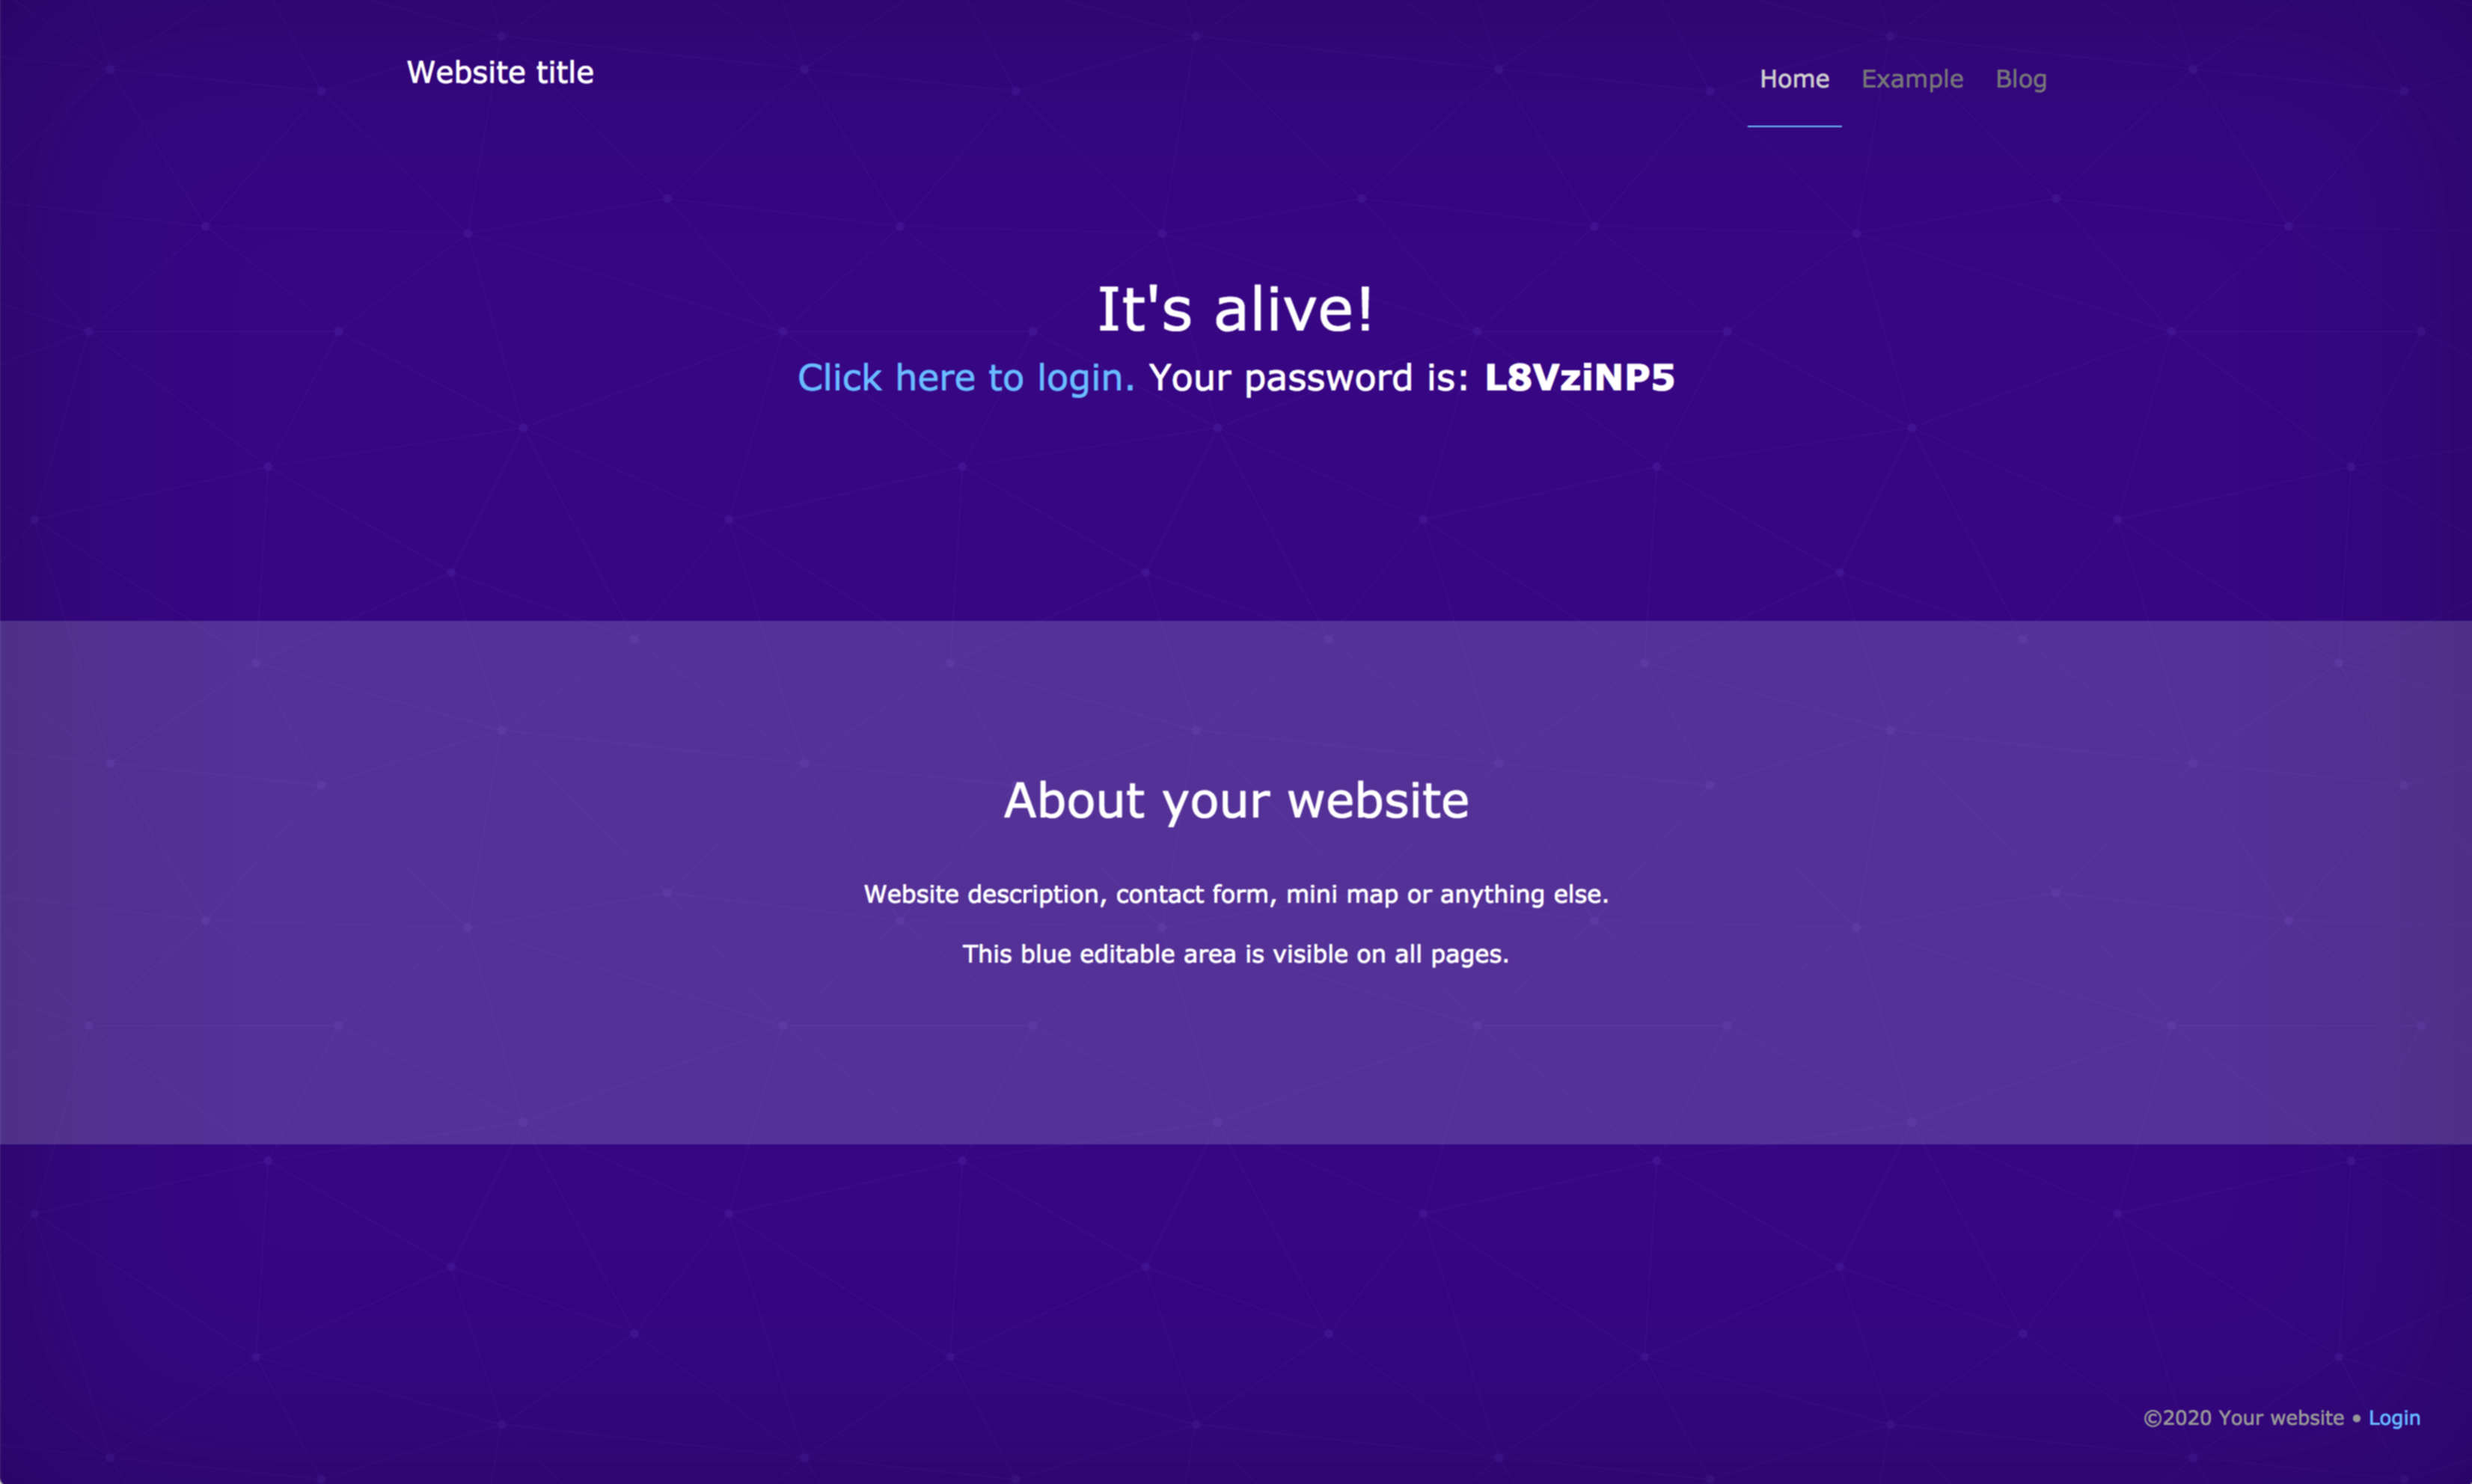 Website title
Home Example Blog
It's alive!
Click here to login. Your password is: L8VziNP5
About your website
Website description, contact form, mini map or anything else.
This blue editable area is visible on all pages.
©2020 Your website • Login